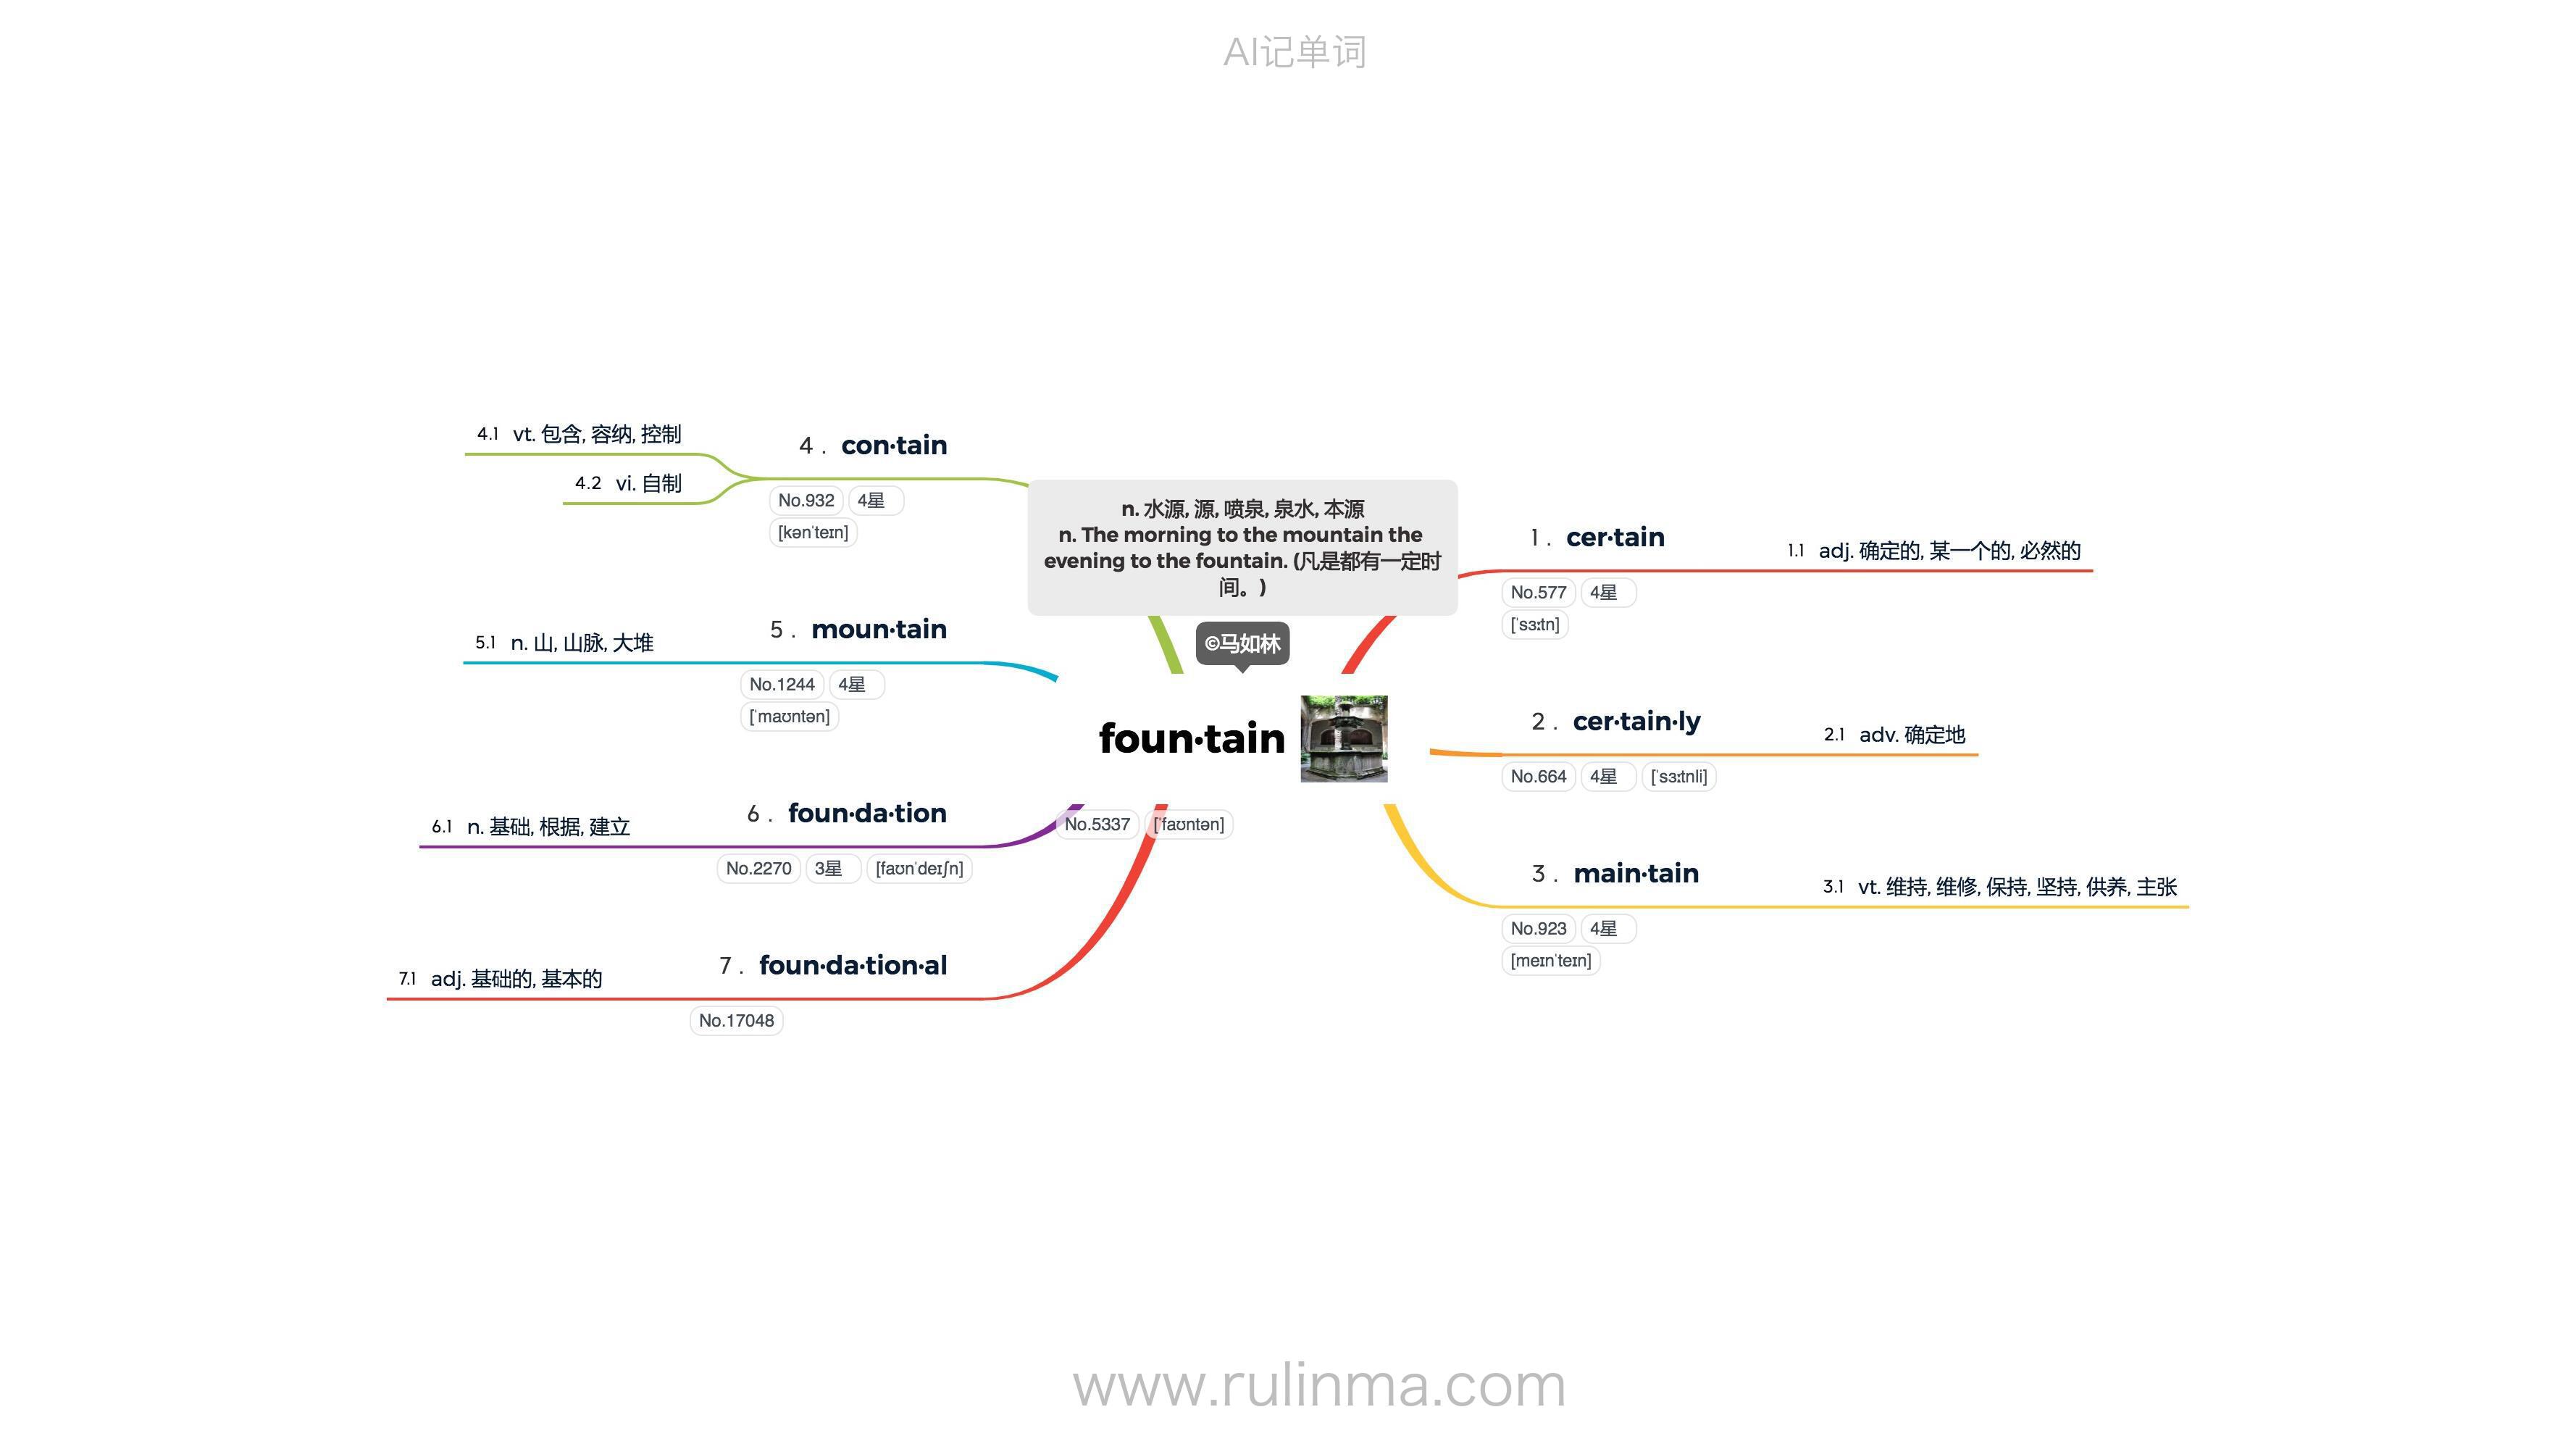 AI记单词
n. 水源, 源, 喷泉, 泉水, 本源
n. The morning to the mountain the
evening to the fountain. (凡是都有一定时
间。)
©马如林
foun·tain
No.5337 [ˈfaʊntən]
1 . cer·tain
No.577 4星
[ˈsɜːtn]
1.1 adj. 确定的, 某一个的, 必然的
2 . cer·tain·ly
No.664 4星 [ˈsɜːtnli]
2.1 adv. 确定地
3 . main·tain
No.923 4星
[meɪnˈteɪn]
3.1 vt. 维持, 维修, 保持, 坚持, 供养, 主张
4 . con·tain
No.932 4星
[kənˈteɪn]
4.1 vt. 包含, 容纳, 控制
4.2 vi. 自制
5 . moun·tain
No.1244 4星
[ˈmaʊntən]
5.1 n. 山, 山脉, 大堆
6 . foun·da·tion
No.2270 3星 [faʊnˈdeɪʃn]
6.1 n. 基础, 根据, 建立
7 . foun·da·tion·al
No.17048
7.1 adj. 基础的, 基本的
www.rulinma.com